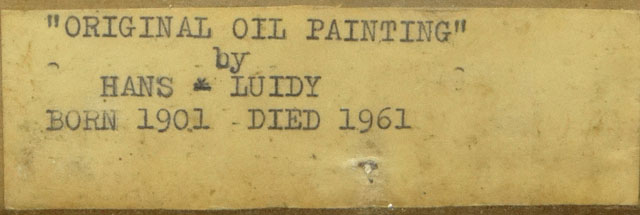 "ORIGINAL OIL PAINTING"
by
HANS * LUIDY
BORN 1901 DIED 1961